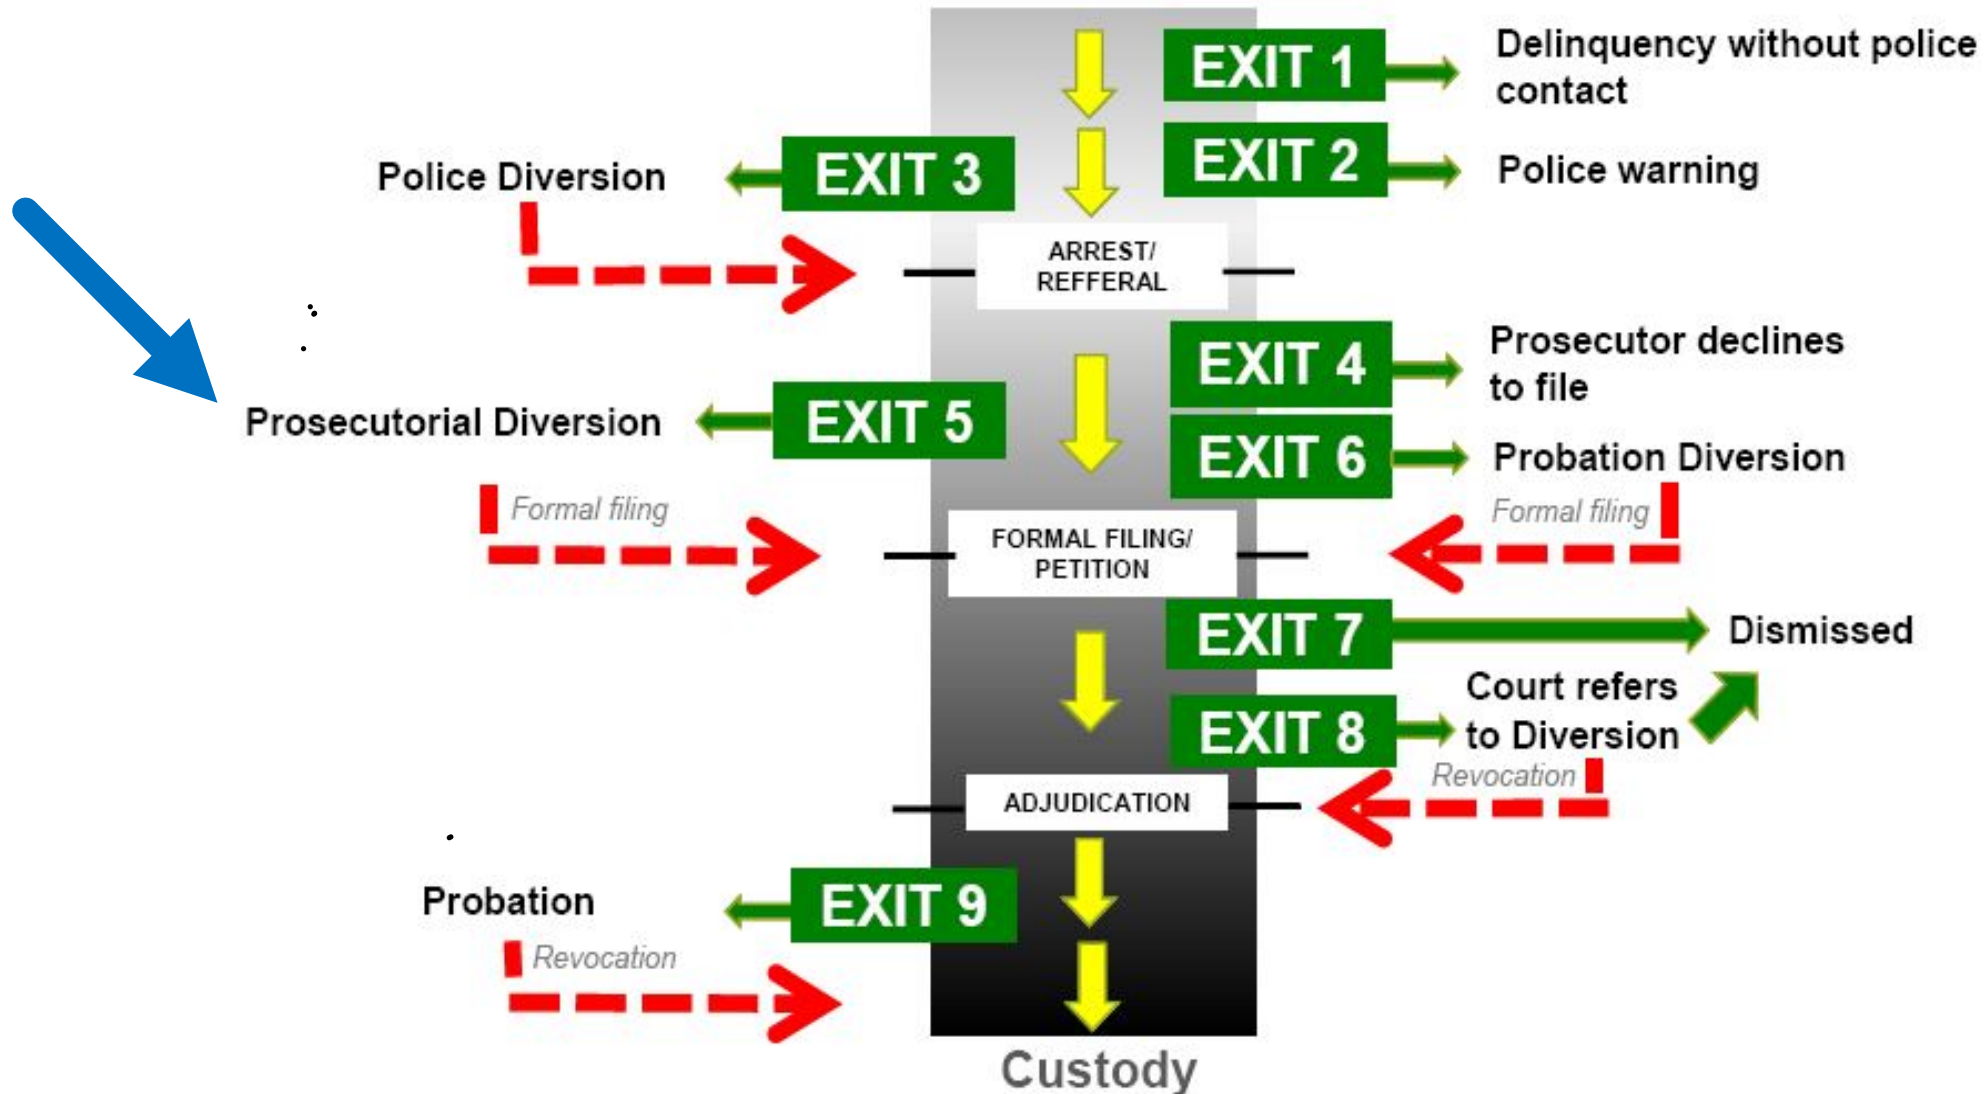 EXIT 1
Delinquency without police
contact
EXIT 2
Police warning
EXIT 3
Police Diversion
ARREST/
REFFERAL
EXIT 4
Prosecutor declines
to file
EXIT 5
Prosecutorial Diversion
Formal filing
EXIT 6
Probation Diversion
Formal filing
FORMAL FILING/
PETITION
EXIT 7
Dismissed
EXIT 8
Court refers
to Diversion
Revocation
ADJUDICATION
EXIT 9
Probation
Revocation
Custody